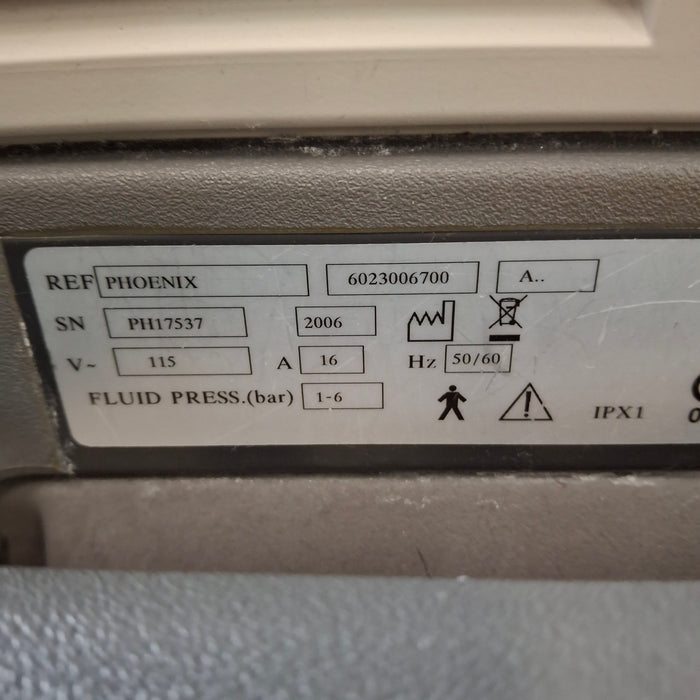 REF PHOENIX 6023006700 A..
SN PH17537 2006
V~ 115 A 16 Hz 50/60
FLUID PRESS.(bar) 1-6 IPX1